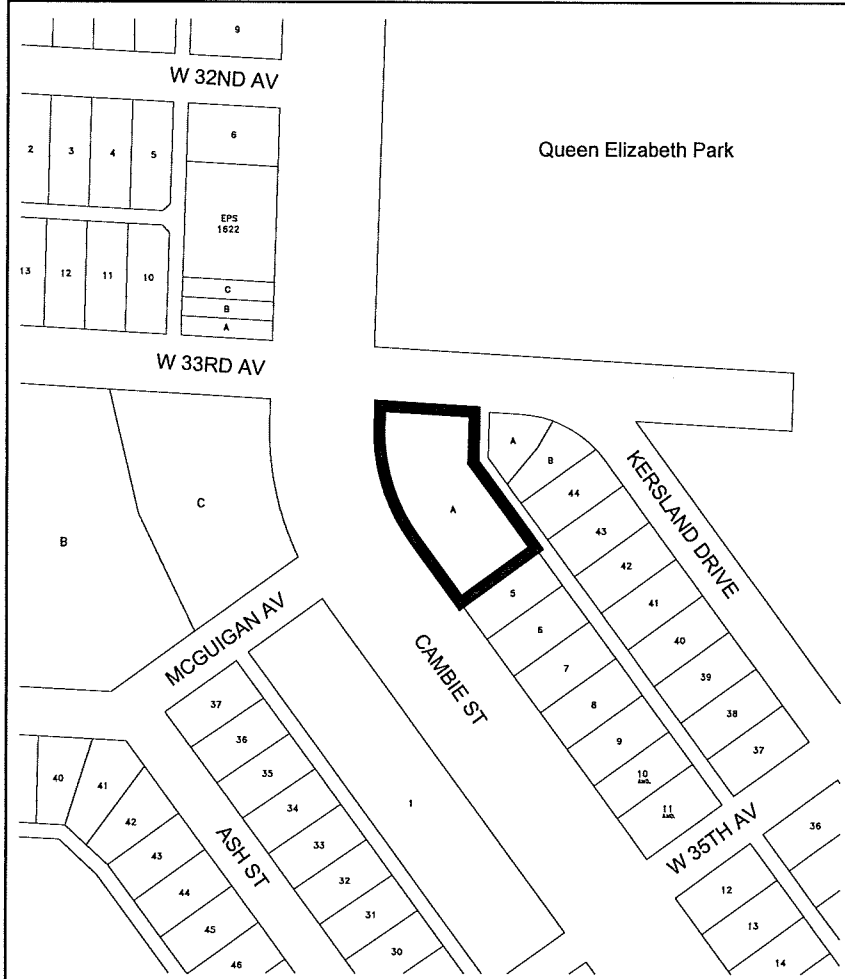 9
W 32ND AV
6
Queen Elizabeth Park
2
3
4
5
EPS
1622
13
12
11
10
C
B
A
W 33RD AV
A
B
KERSLAND DRIVE
44
C
A
43
B
42
5
41
6
40
MCGUIGAN AV
CAMBIE ST
7
39
37
8
38
36
9
37
40
41
35
10
AMD.
42
34
1
11
AMD.
36
43
ASH ST
33
W 35TH AV
44
32
12
45
31
13
46
30
14